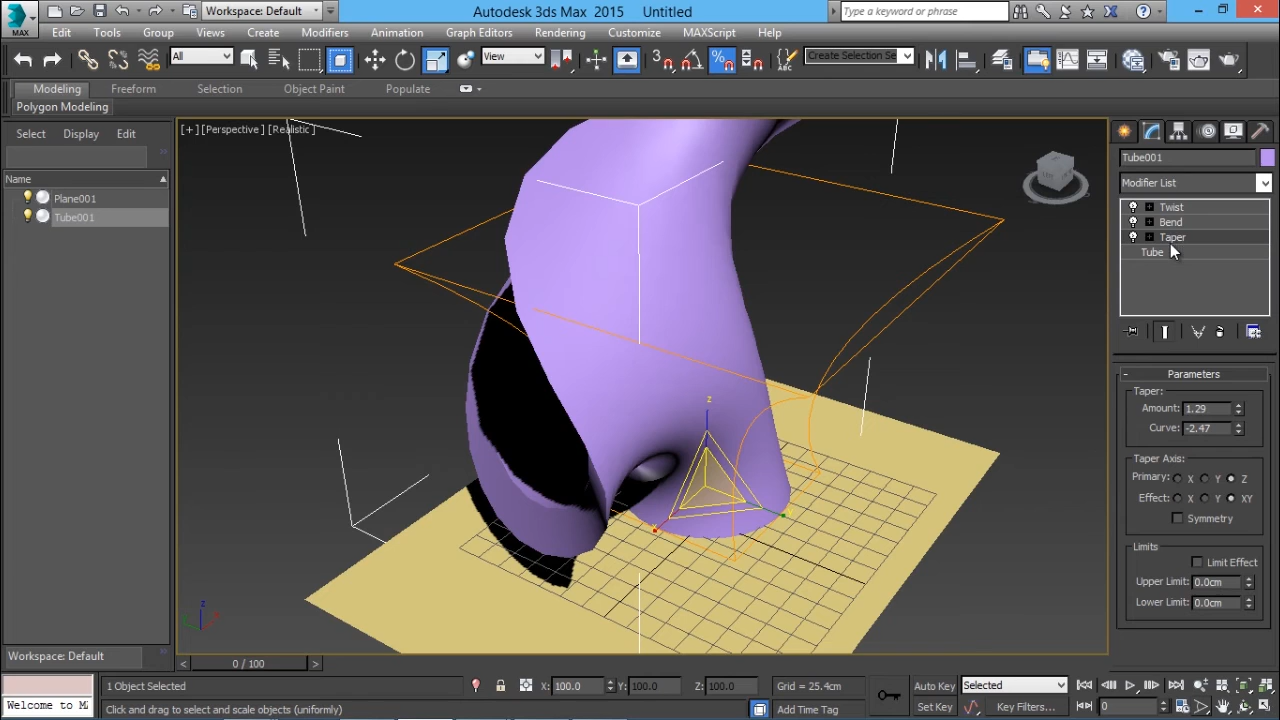 MAX
Workspace: Default
Autodesk 3ds Max 2015
Untitled
Type a keyword or phrase
Edit
Tools
Group
Views
Create
Modifiers
Animation
Graph Editors
Rendering
Customize
MAXScript
Help
All
View
Create Selection Se
Modeling
Freeform
Selection
Object Paint
Populate
Polygon Modeling
Select
Display
Edit
Name
Plane001
Tube001
[+] [Perspective ] [Realistic ]
z
Tube001
Modifier List
Twist
Bend
Taper
Tube
- Parameters
Taper:
Amount: 1.29
Curve: -2.47
Taper Axis:
Primary: X Y Z
Effect: X Y XY
Symmetry
Limits
Limit Effect
Upper Limit: 0.0cm
Lower Limit: 0.0cm
Workspace: Default
< 0 / 100 >
1 Object Selected
X: 100.0
Y: 100.0
Z: 100.0
Grid = 25.4cm
Auto Key
Selected
Welcome to M
Click and drag to select and scale objects (uniformly)
Add Time Tag
Set Key
Key Filters...
0